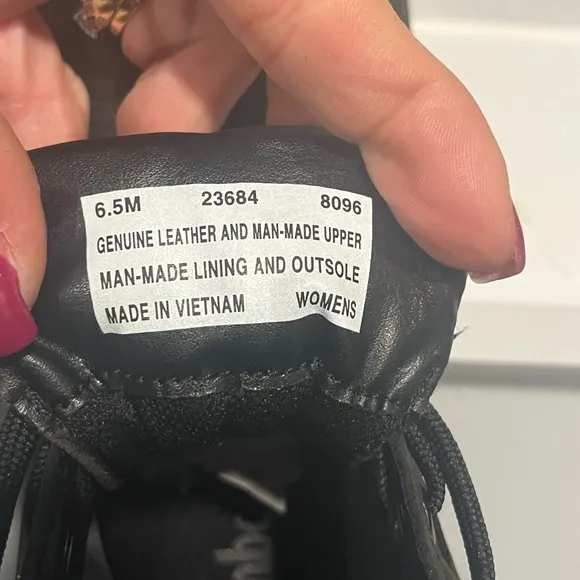 6.5M 23684 8096
GENUINE LEATHER AND MAN-MADE UPPER
MAN-MADE LINING AND OUTSOLE
MADE IN VIETNAM WOMENS